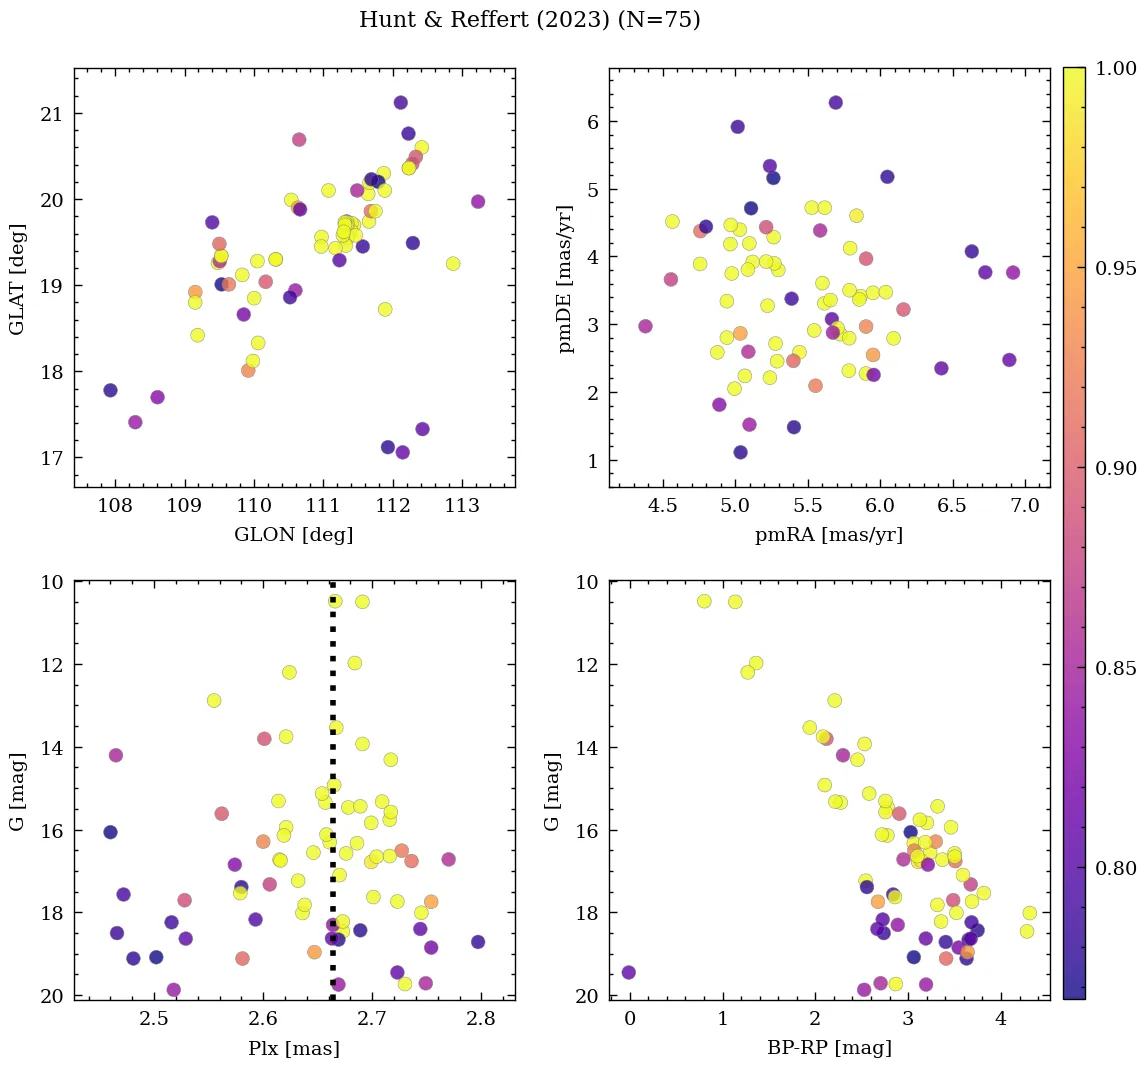 Hunt & Reffert (2023) (N=75)
21
20
19
18
17
GLAT [deg]
108 109 110 111 112 113
GLON [deg]
6
5
4
3
2
1
pmDE [mas/yr]
4.5 5.0 5.5 6.0 6.5 7.0
pmRA [mas/yr]
10
12
14
16
18
20
G [mag]
2.5 2.6 2.7 2.8
Plx [mas]
10
12
14
16
18
20
G [mag]
0 1 2 3 4
BP-RP [mag]
1.00
0.95
0.90
0.85
0.80